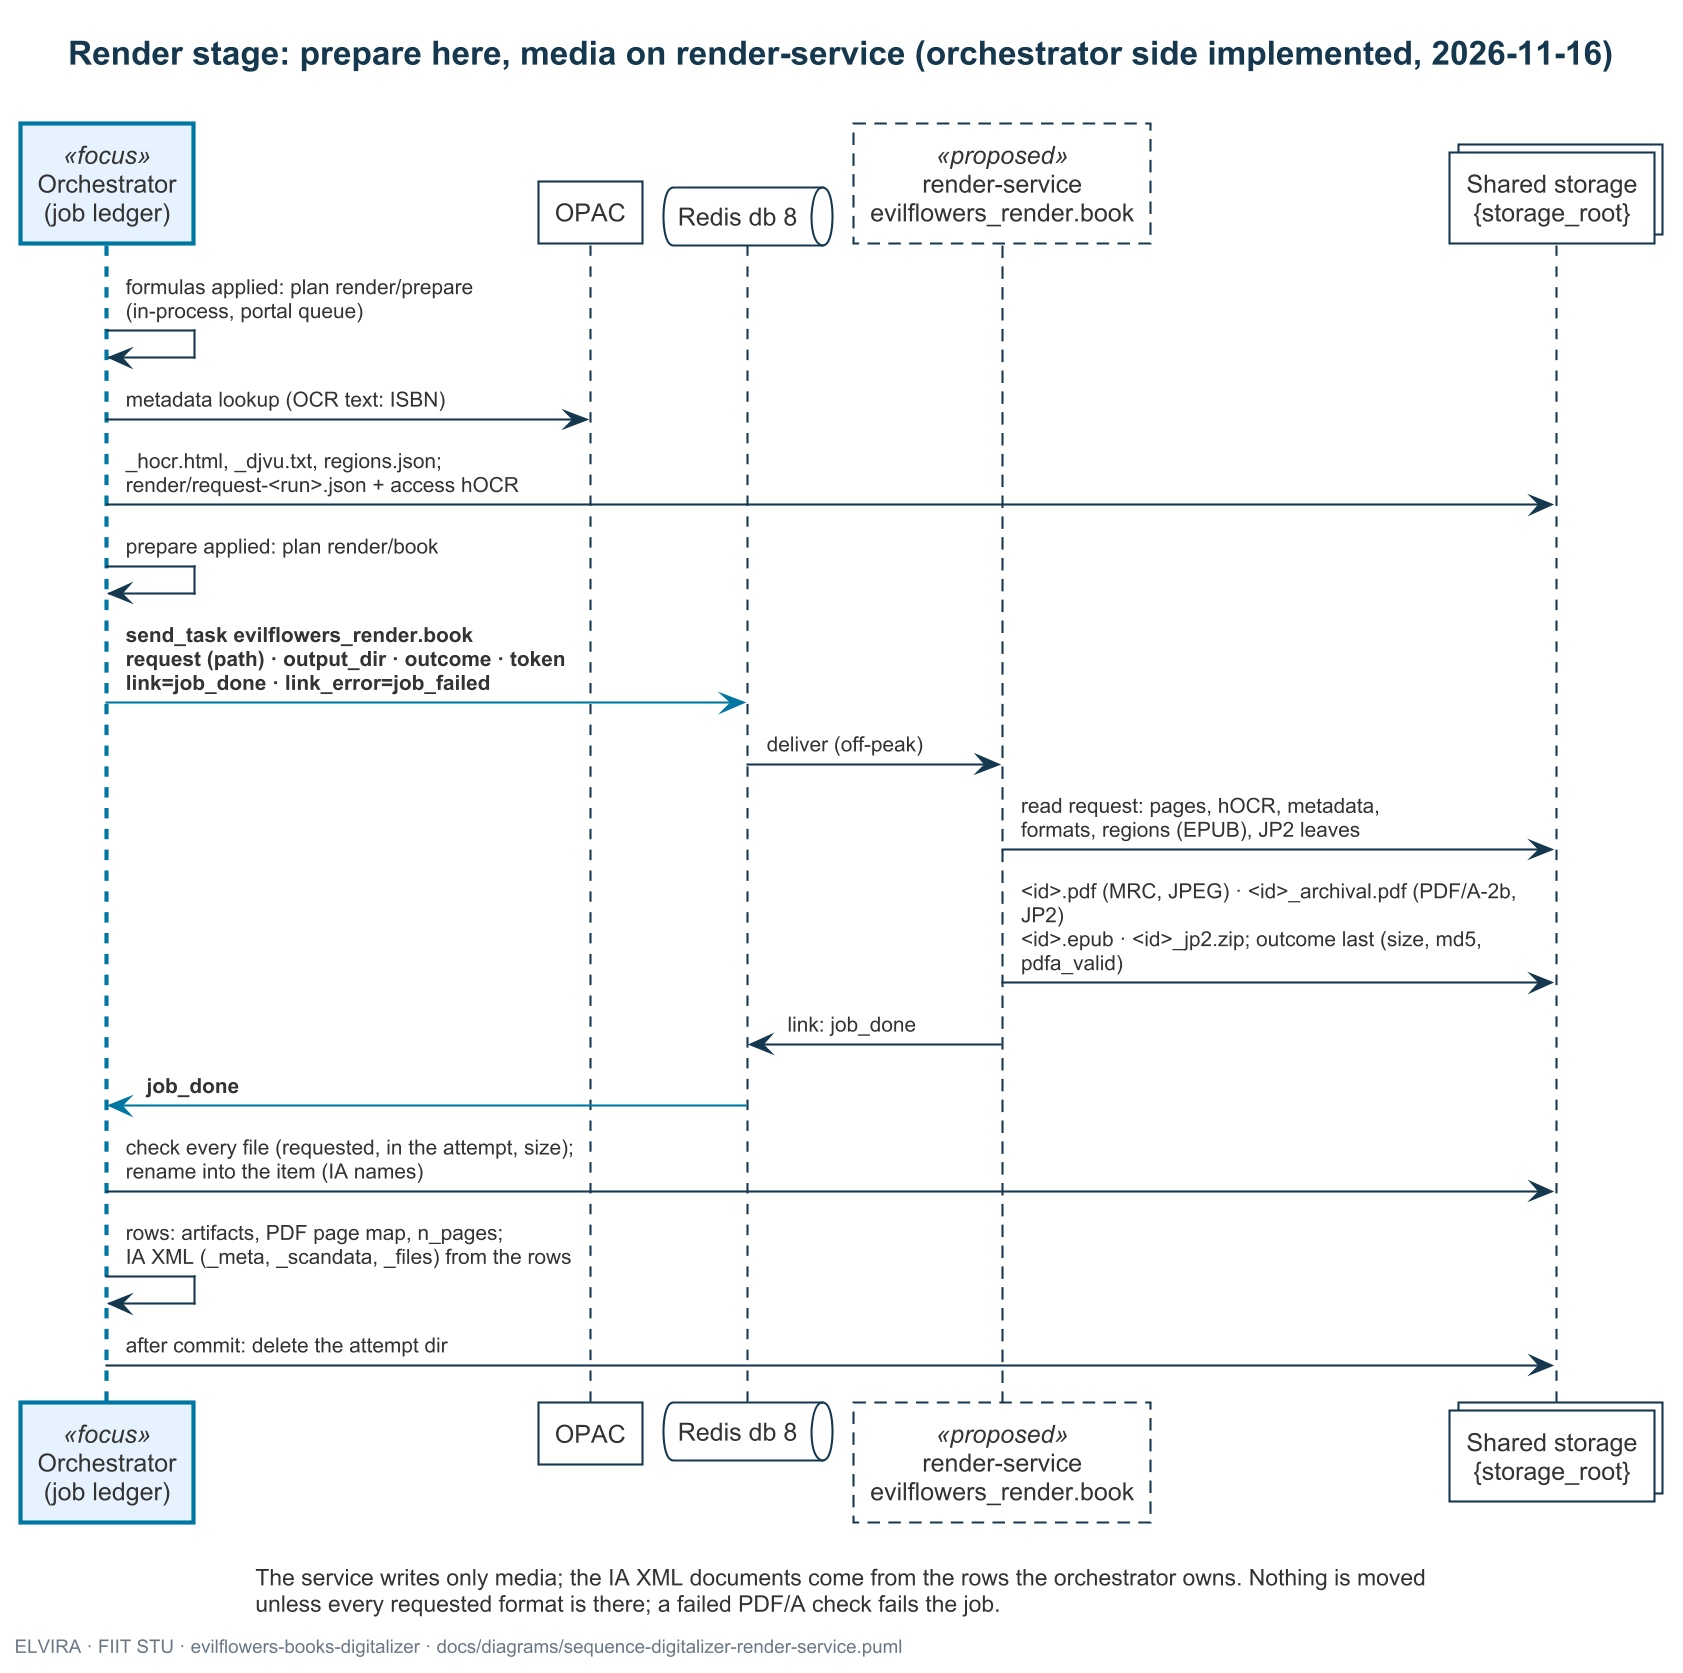 Render stage: prepare here, media on render-service (orchestrator side implemented, 2026-11-16)
«focus»
Orchestrator
(job ledger)
OPAC
Redis db 8
«proposed»
render-service
evilflowers_render.book
Shared storage
{storage_root}
formulas applied: plan render/prepare
(in-process, portal queue)
metadata lookup (OCR text: ISBN)
_hocr.html, _djvu.txt, regions.json;
render/request-<run>.json + access hOCR
prepare applied: plan render/book
send_task evilflowers_render.book
request (path) · output_dir · outcome · token
link=job_done · link_error=job_failed
deliver (off-peak)
read request: pages, hOCR, metadata,
formats, regions (EPUB), JP2 leaves
<id>.pdf (MRC, JPEG) · <id>_archival.pdf (PDF/A-2b,
JP2)
<id>.epub · <id>_jp2.zip; outcome last (size, md5,
pdfa_valid)
link: job_done
job_done
check every file (requested, in the attempt, size);
rename into the item (IA names)
rows: artifacts, PDF page map, n_pages;
IA XML (_meta, _scandata, _files) from the rows
after commit: delete the attempt dir
«focus»
Orchestrator
(job ledger)
OPAC
Redis db 8
«proposed»
render-service
evilflowers_render.book
Shared storage
{storage_root}
The service writes only media; the IA XML documents come from the rows the orchestrator owns. Nothing is moved
unless every requested format is there; a failed PDF/A check fails the job.
ELVIRA · FIIT STU · evilflowers-books-digitalizer · docs/diagrams/sequence-digitalizer-render-service.puml